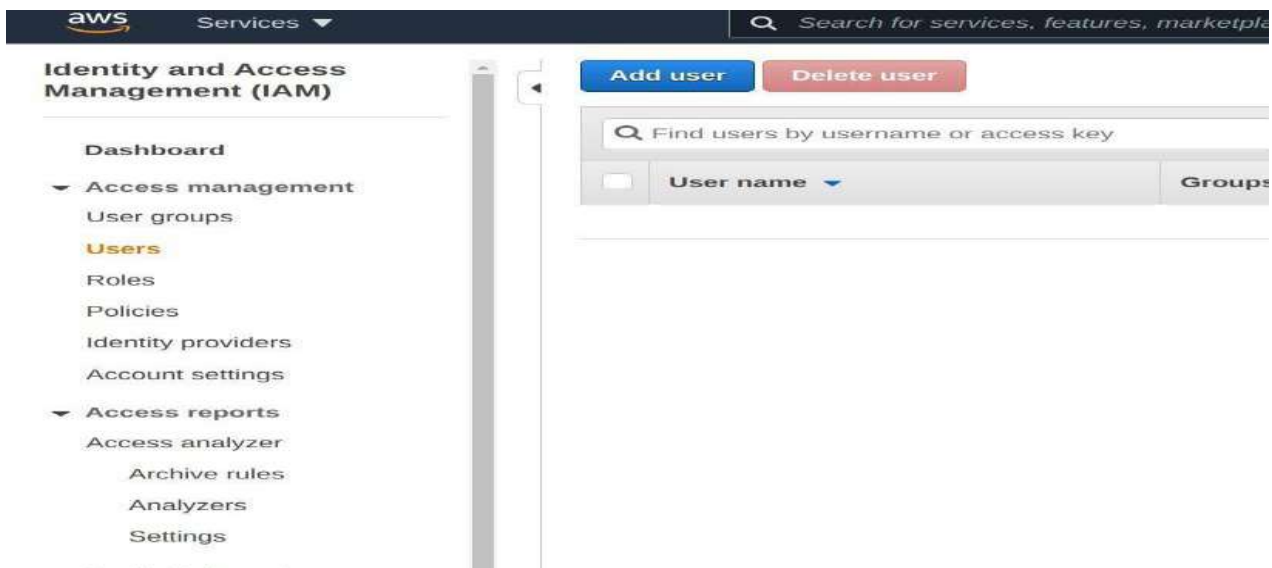 aws
Services
Search for services, features, marketpla
Identity and Access
Management (IAM)
Dashboard
Access management
User groups
Users
Roles
Policies
Identity providers
Account settings
Access reports
Access analyzer
Archive rules
Analyzers
Settings
Add user
Delete user
Find users by username or access key
User name
Groups